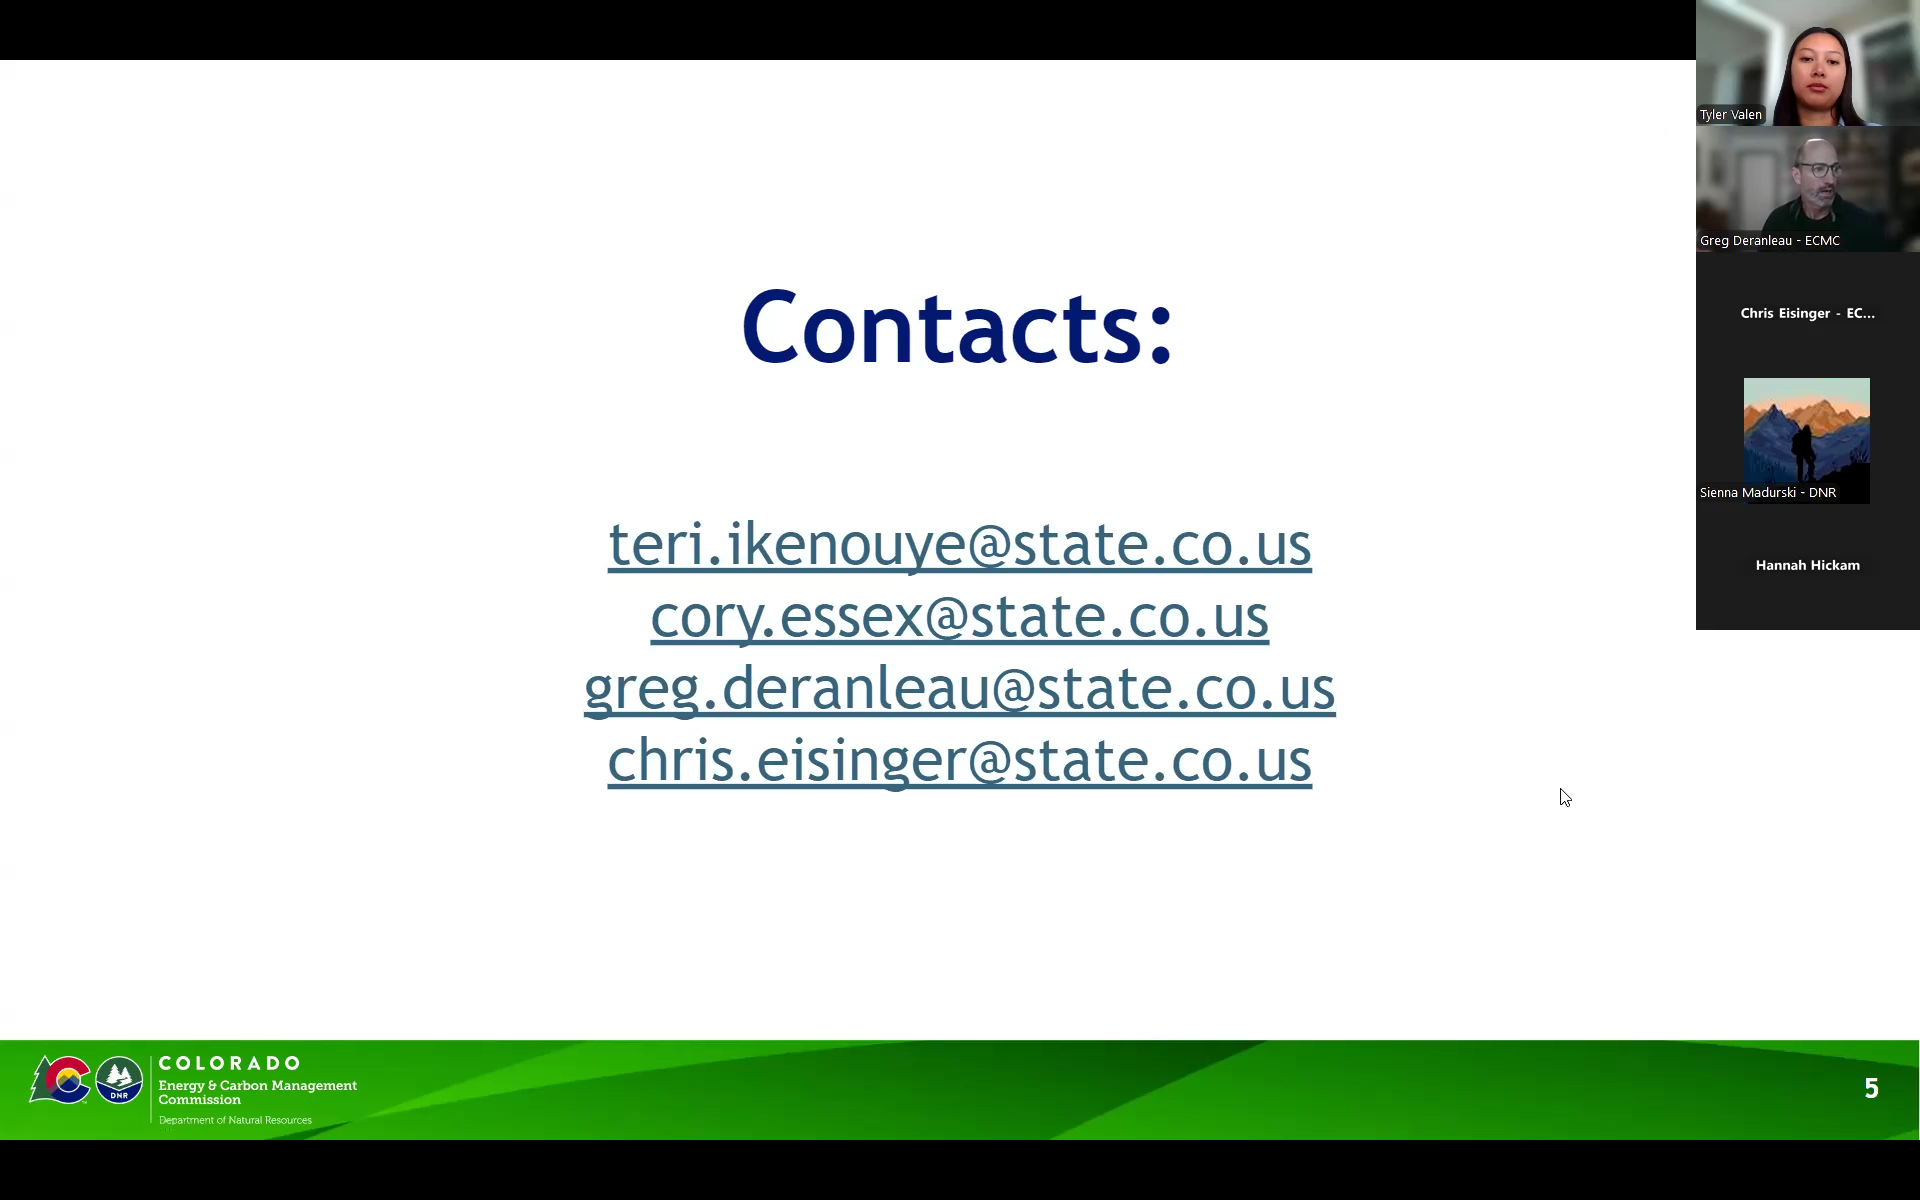 Contacts:
teri.ikenouye@state.co.us
cory.essex@state.co.us
greg.deranleau@state.co.us
chris.eisinger@state.co.us
Tyler Valen
Greg Deranleau - ECMC
Chris Eisinger - EC...
Sienna Madurski - DNR
Hannah Hickam
DNR
COLORADO
Energy & Carbon Management
Commission
Department of Natural Resources
5